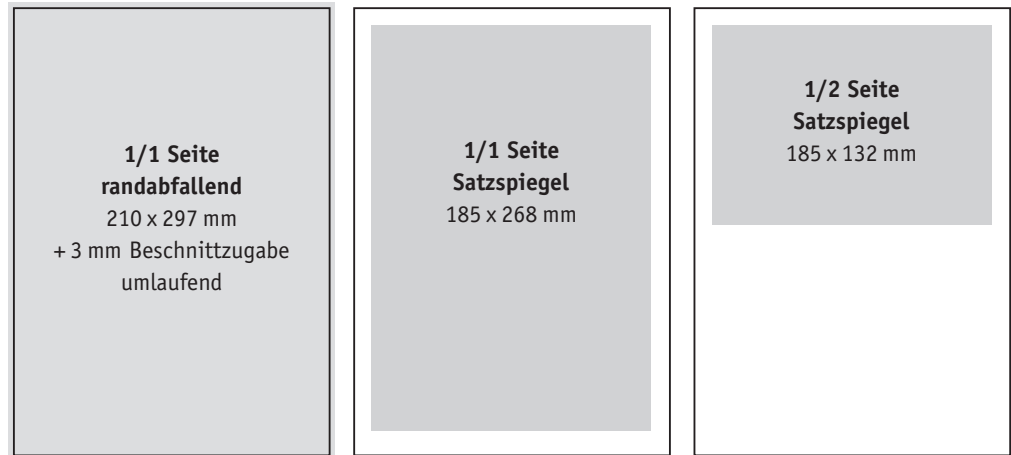 1/1 Seite
randabfallend
210 x 297 mm
+ 3 mm Beschnittzugabe
umlaufend
1/1 Seite
Satzspiegel
185 x 268 mm
1/2 Seite
Satzspiegel
185 x 132 mm